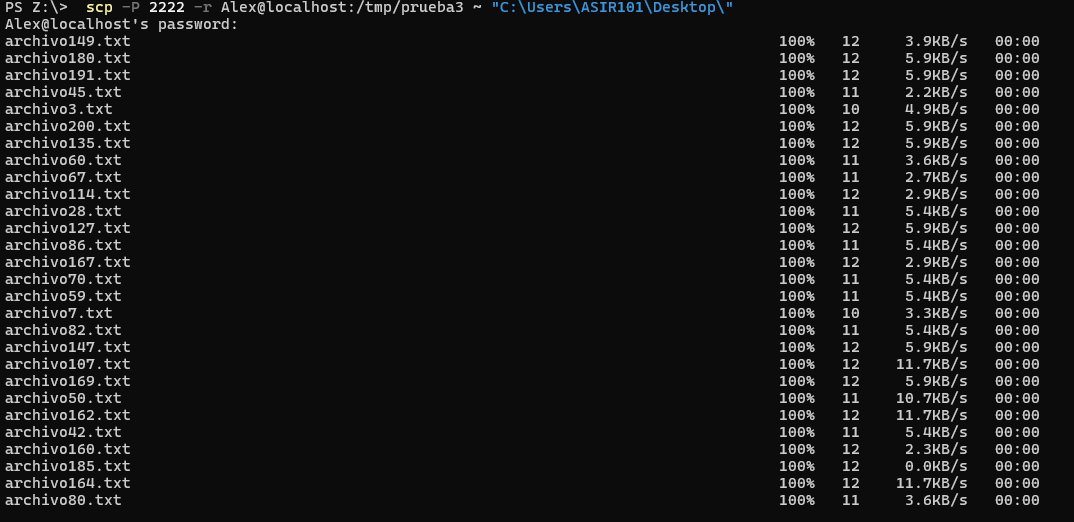 PS Z:\> scp -P 2222 -r Alex@localhost:/tmp/prueba3 ~ "C:\Users\ASIR101\Desktop\"
Alex@localhost's password:
archivo149.txt 100% 12 3.9KB/s 00:00
archivo180.txt 100% 12 5.9KB/s 00:00
archivo191.txt 100% 12 5.9KB/s 00:00
archivo45.txt 100% 11 2.2KB/s 00:00
archivo3.txt 100% 10 4.9KB/s 00:00
archivo200.txt 100% 12 5.9KB/s 00:00
archivo135.txt 100% 12 5.9KB/s 00:00
archivo60.txt 100% 11 3.6KB/s 00:00
archivo67.txt 100% 11 2.7KB/s 00:00
archivo114.txt 100% 12 2.9KB/s 00:00
archivo28.txt 100% 11 5.4KB/s 00:00
archivo127.txt 100% 12 5.9KB/s 00:00
archivo86.txt 100% 11 5.4KB/s 00:00
archivo167.txt 100% 12 2.9KB/s 00:00
archivo70.txt 100% 11 5.4KB/s 00:00
archivo59.txt 100% 11 5.4KB/s 00:00
archivo7.txt 100% 10 3.3KB/s 00:00
archivo82.txt 100% 11 5.4KB/s 00:00
archivo147.txt 100% 12 5.9KB/s 00:00
archivo107.txt 100% 12 11.7KB/s 00:00
archivo169.txt 100% 12 5.9KB/s 00:00
archivo50.txt 100% 11 10.7KB/s 00:00
archivo162.txt 100% 12 11.7KB/s 00:00
archivo42.txt 100% 11 5.4KB/s 00:00
archivo160.txt 100% 12 2.3KB/s 00:00
archivo185.txt 100% 12 0.0KB/s 00:00
archivo164.txt 100% 12 11.7KB/s 00:00
archivo80.txt 100% 11 3.6KB/s 00:00